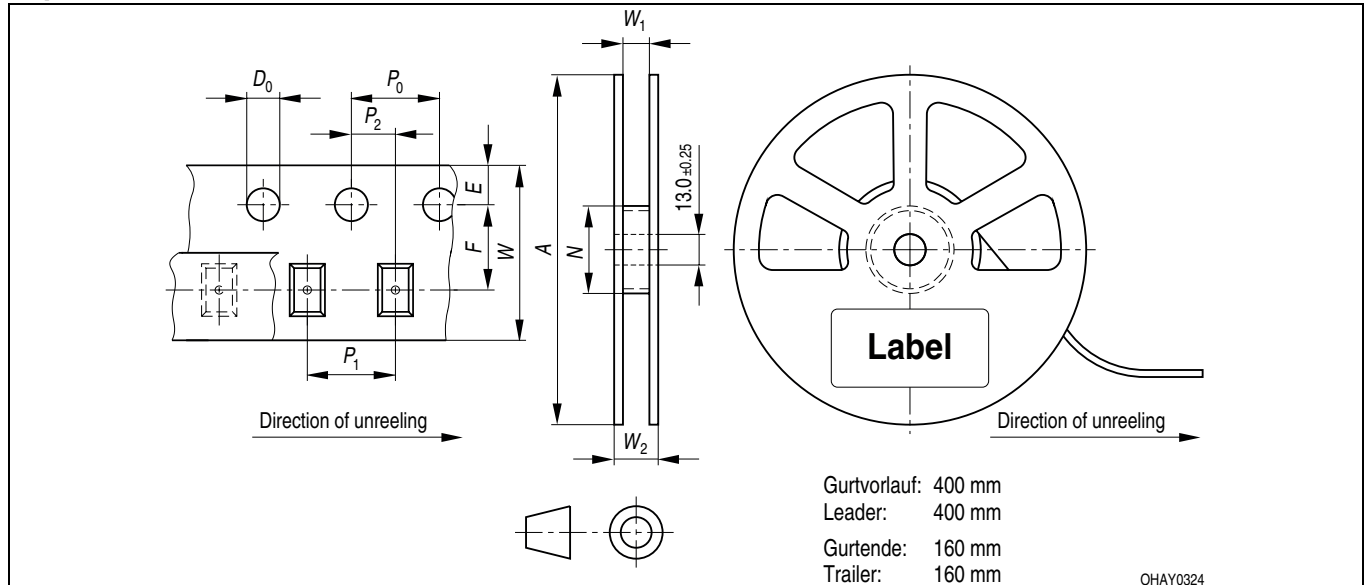 W₁
D₀
P₀
P₂
E
F
W
A
N
13.0 ±0.25
P₁
W₂
Label
Direction of unreeling
Direction of unreeling
Gurtvorlauf: 400 mm
Leader: 400 mm
Gurtende: 160 mm
Trailer: 160 mm
OHAY0324